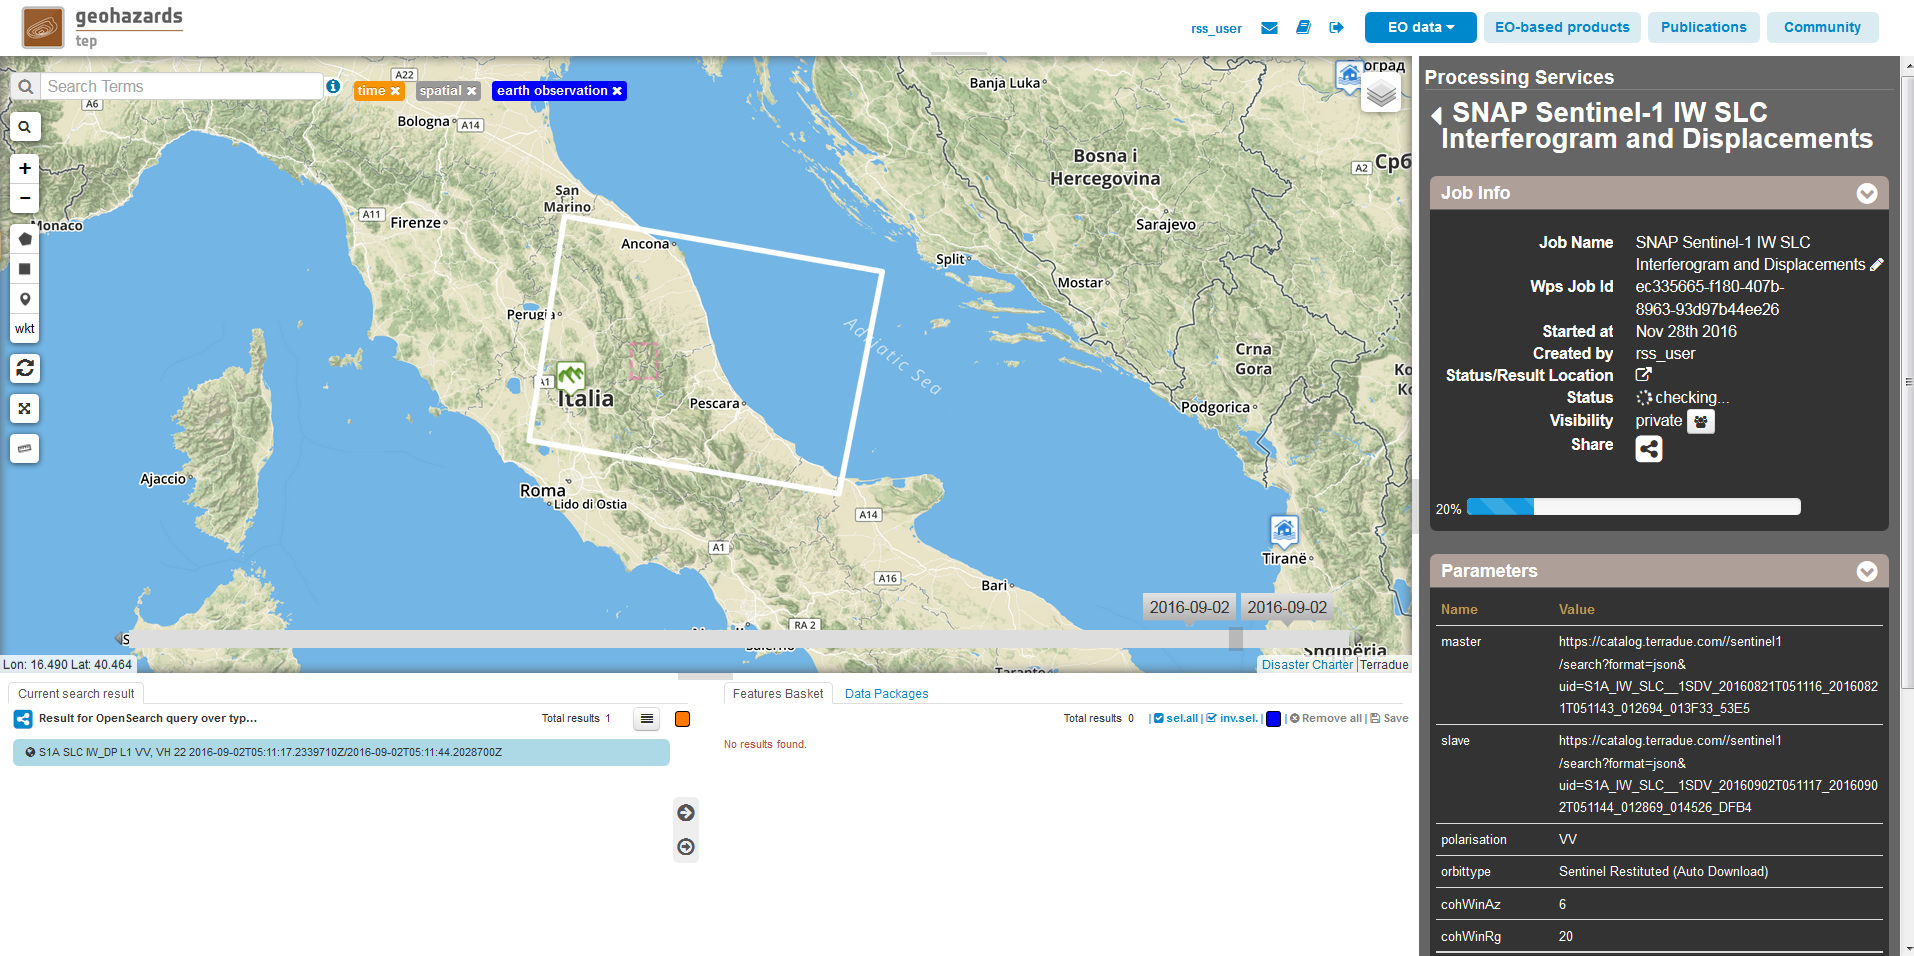 geohazards
tep
rss_user
EO data
EO-based products
Publications
Community
Search Terms
time
spatial
earth observation
A22
A6
Bologna
A14
Banja Luka
оград
Bosna i
Hercegovina
A2
Срб
San
Marino
Monaco
A11
Firenze
Ancona
Sarajevo
Split
Mostar
wkt
Perugia
Adriatic Sea
Crna
Gora
Ko
K
A1
Italia
Pescara
Podgorica
Ajaccio
Roma
Lido di Ostia
A14
A1
Tiranë
A16
Bari
2016-09-02
2016-09-02
RA 2
S
Salerno
Shqipëria
Taranto
Lon: 16.490 Lat: 40.464
Disaster Charter | Terradue
Current search result
Result for OpenSearch query over typ...
Total results 1
S1A SLC IW_DP L1 VV, VH 22 2016-09-02T05:11:17.2339710Z/2016-09-02T05:11:44.2028700Z
Features Basket
Data Packages
Total results 0 | sel.all | inv.sel. | | Remove all | Save
No results found.
Processing Services
SNAP Sentinel-1 IW SLC
Interferogram and Displacements
Job Info
Job Name SNAP Sentinel-1 IW SLC
Interferogram and Displacements
Wps Job Id ec335665-f180-407b-
8963-93d97b44ee26
Started at Nov 28th 2016
Created by rss_user
Status/Result Location
Status checking...
Visibility private
Share
20%
Parameters
Name Value
master https://catalog.terradue.com//sentinel1
/search?format=json&
uid=S1A_IW_SLC__1SDV_20160821T051116_2016082
1T051143_012694_013F33_53E5
slave https://catalog.terradue.com//sentinel1
/search?format=json&
uid=S1A_IW_SLC__1SDV_20160902T051117_2016090
2T051144_012869_014526_DFB4
polarisation VV
orbittype Sentinel Restituted (Auto Download)
cohWinAz 6
cohWinRg 20